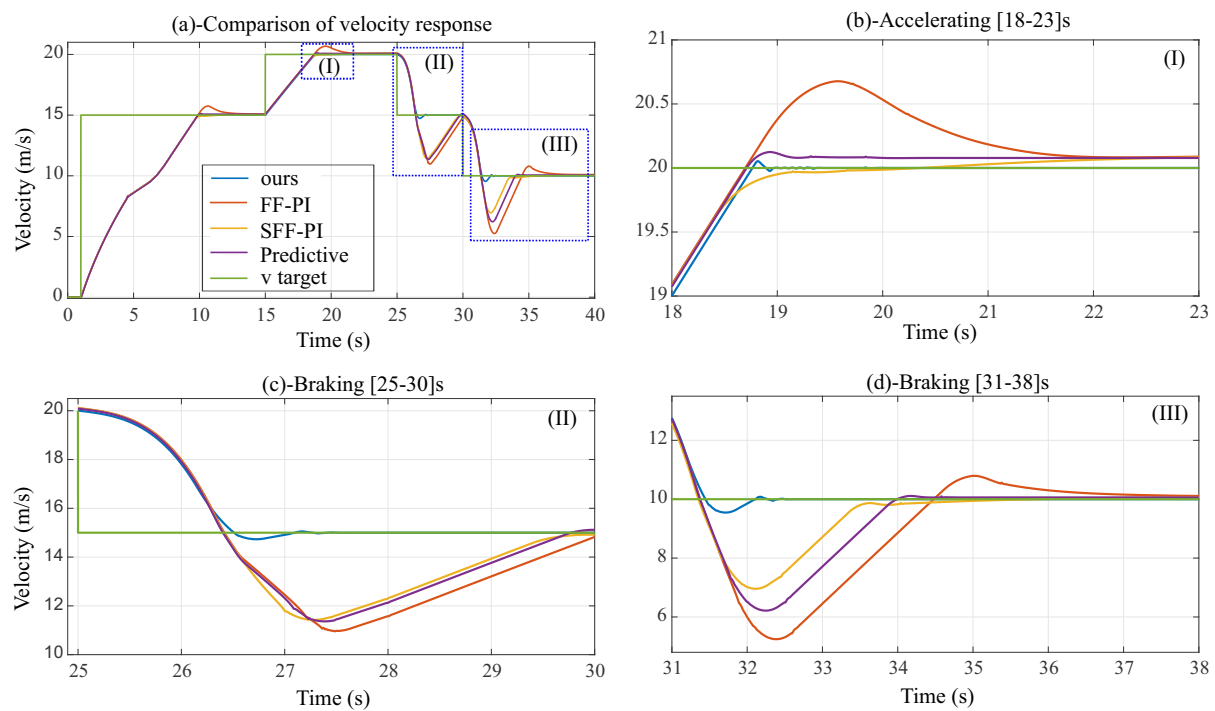 (a)-Comparison of velocity response
20
15
10
5
0
Velocity (m/s)
(I)
(II)
(III)
ours
FF-PI
SFF-PI
Predictive
v target
0 5 10 15 20 25 30 35 40
Time (s)
(b)-Accelerating [18-23]s
21
20.5
20
19.5
19
(I)
18 19 20 21 22 23
Time (s)
(c)-Braking [25-30]s
20
18
16
14
12
10
Velocity (m/s)
(II)
25 26 27 28 29 30
Time (s)
(d)-Braking [31-38]s
12
10
8
6
(III)
31 32 33 34 35 36 37 38
Time (s)